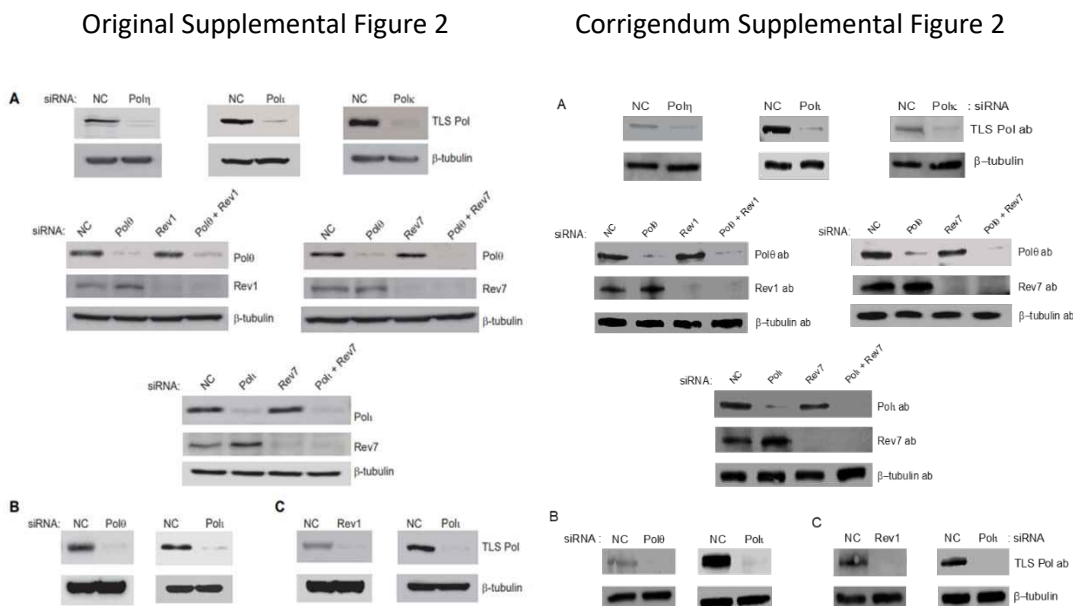 Original Supplemental Figure 2
A
siRNA: NC Polη NC Polι NC Polκ
TLS Pol
β-tubulin
siRNA: NC Polθ Rev1 Polθ + Rev1
Polθ
Rev1
β-tubulin
siRNA: NC Polθ Rev7 Polθ + Rev7
Polθ
Rev7
β-tubulin
siRNA: NC Polι Rev7 Polι + Rev7
Polι
Rev7
β-tubulin
B
siRNA: NC Polθ NC Polι
C
NC Rev1 NC Polι
TLS Pol
β-tubulin
Corrigendum Supplemental Figure 2
A
NC Polη NC Polι NC Polκ : siRNA
TLS Pol ab
β-tubulin
siRNA: NC Polθ Rev1 Polθ + Rev1
Polθ ab
Rev1 ab
β-tubulin ab
siRNA: NC Polθ Rev7 Polθ + Rev7
Polθ ab
Rev7 ab
β-tubulin ab
siRNA: NC Polι Rev7 Polι + Rev7
Polι ab
Rev7 ab
β-tubulin ab
B
siRNA : NC Polθ NC Polι
C
NC Rev1 NC Polι : siRNA
TLS Pol ab
β-tubulin